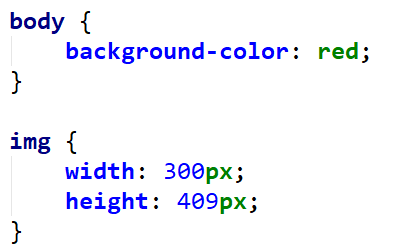 body {
    background-color: red;
}

img {
    width: 300px;
    height: 409px;
}